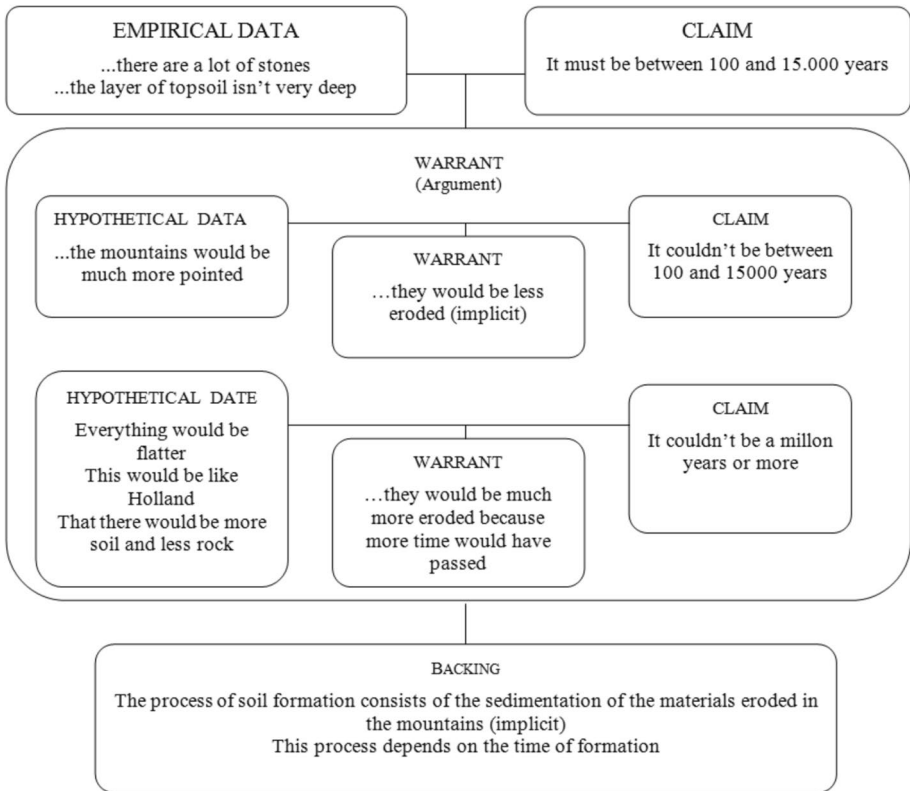 EMPIRICAL DATA
...there are a lot of stones
...the layer of topsoil isn't very deep
CLAIM
It must be between 100 and 15.000 years
WARRANT
(Argument)
HYPOTHETICAL DATA
...the mountains would be
much more pointed
WARRANT
…they would be less
eroded (implicit)
CLAIM
It couldn't be between
100 and 15000 years
HYPOTHETICAL DATE
Everything would be
flatter
This would be like
Holland
That there would be more
soil and less rock
WARRANT
…they would be much
more eroded because
more time would have
passed
CLAIM
It couldn't be a millon
years or more
BACKING
The process of soil formation consists of the sedimentation of the materials eroded in
the mountains (implicit)
This process depends on the time of formation